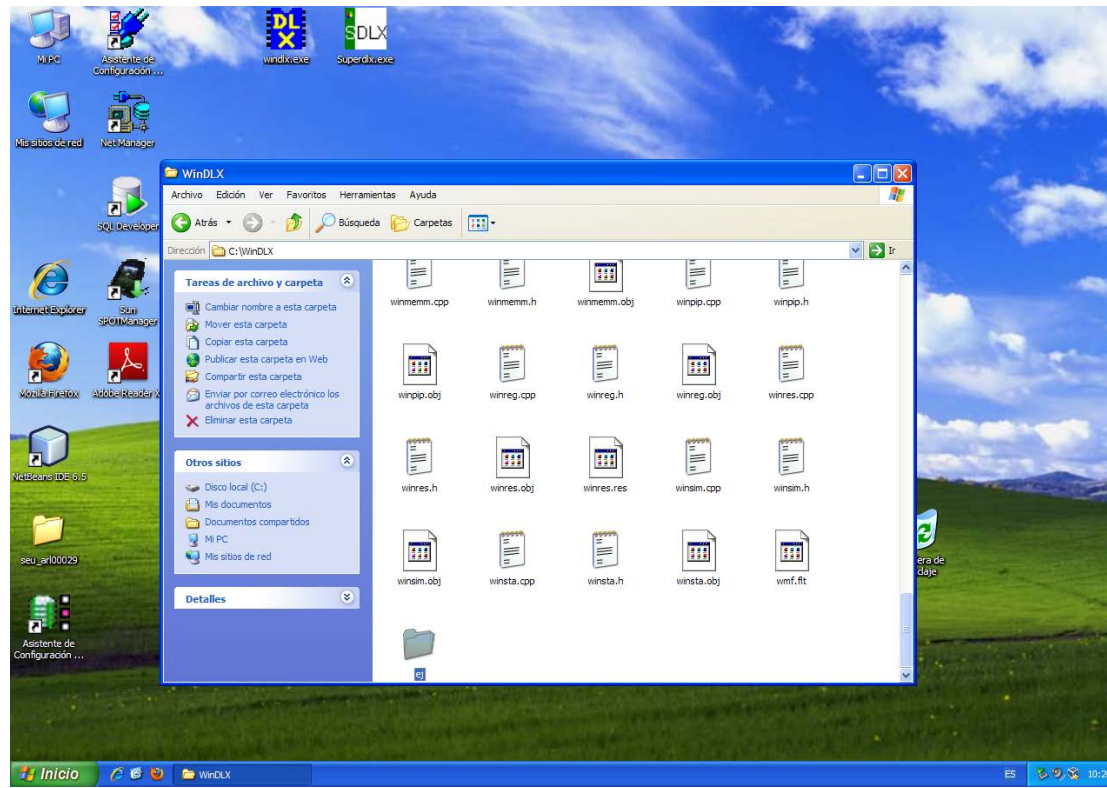 DLX
SDLX
Mi PC
Asistente de
Configuración ...
windlx.exe
Superdlx.exe
Mis sitios de red
Net Manager
SQL Developer
Internet Explorer
Sun
SPOTManager
Mozilla Firefox
Adobe Reader X
NetBeans IDE 6.5
seu_arl00029
Asistente de
Configuración ...
WinDLX
Archivo Edición Ver Favoritos Herramientas Ayuda
Atrás Búsqueda Carpetas
Dirección C:\WinDLX Ir
Tareas de archivo y carpeta
Cambiar nombre a esta carpeta
Mover esta carpeta
Copiar esta carpeta
Publicar esta carpeta en Web
Compartir esta carpeta
Enviar por correo electrónico los
archivos de esta carpeta
Eliminar esta carpeta
Otros sitios
Disco local (C:)
Mis documentos
Documentos compartidos
Mi PC
Mis sitios de red
Detalles
winmemm.cpp winmemm.h winmemm.obj winpip.cpp winpip.h
winpip.obj winreg.cpp winreg.h winreg.obj winres.cpp
winres.h winres.obj winres.res winsim.cpp winsim.h
winsim.obj winsta.cpp winsta.h winsta.obj wmf.flt
ej
era de
claje
Inicio WinDLX ES